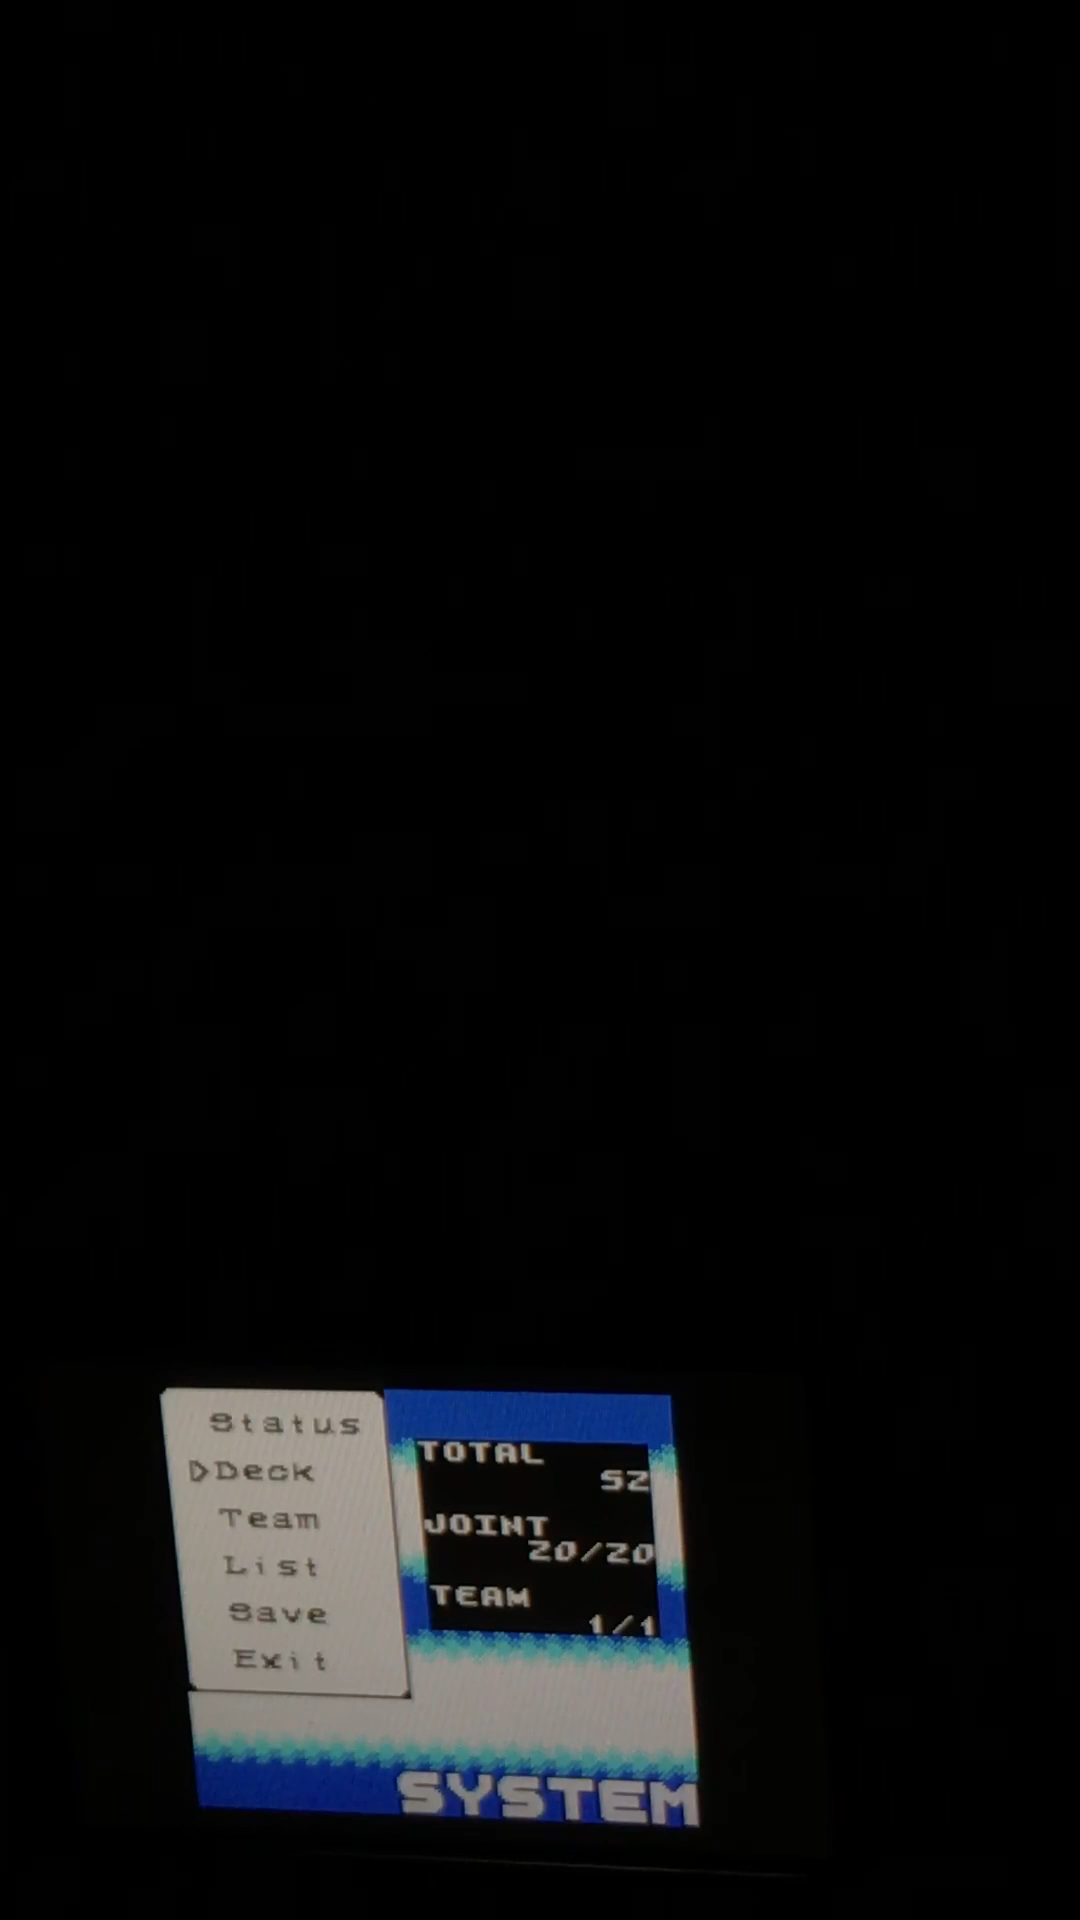 Status
Deck
Team
List
Save
Exit
TOTAL
52
JOINT
20/20
TEAM
1/1
SYSTEM